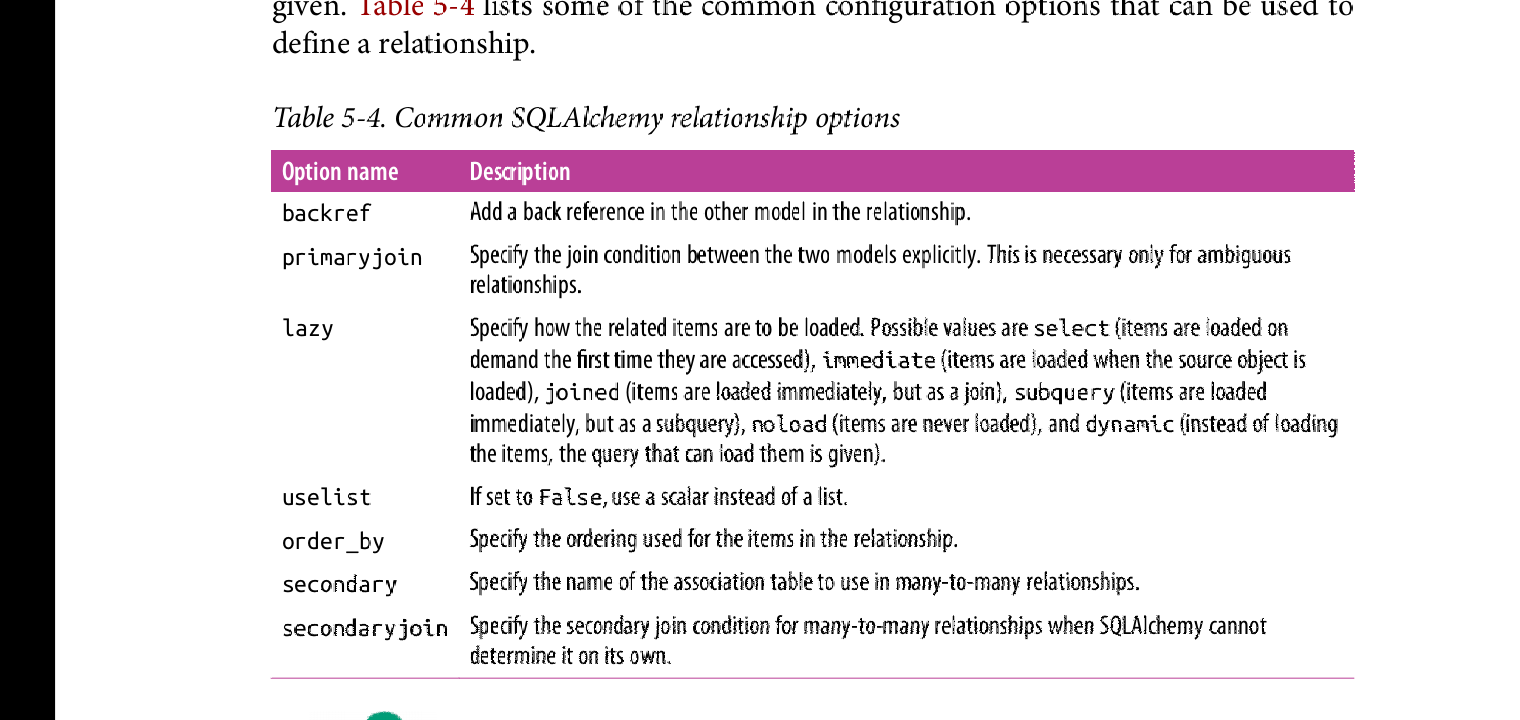 given. Table 5-4 lists some of the common configuration options that can be used to
define a relationship.
Table 5-4. Common SQLAlchemy relationship options
Option name Description
backref Add a back reference in the other model in the relationship.
primaryjoin Specify the join condition between the two models explicitly. This is necessary only for ambiguous
relationships.
lazy Specify how the related items are to be loaded. Possible values are select (items are loaded on
demand the first time they are accessed), immediate (items are loaded when the source object is
loaded), joined (items are loaded immediately, but as a join), subquery (items are loaded
immediately, but as a subquery), noload (items are never loaded), and dynamic (instead of loading
the items, the query that can load them is given).
uselist If set to False, use a scalar instead of a list.
order_by Specify the ordering used for the items in the relationship.
secondary Specify the name of the association table to use in many-to-many relationships.
secondaryjoin Specify the secondary join condition for many-to-many relationships when SQLAlchemy cannot
determine it on its own.